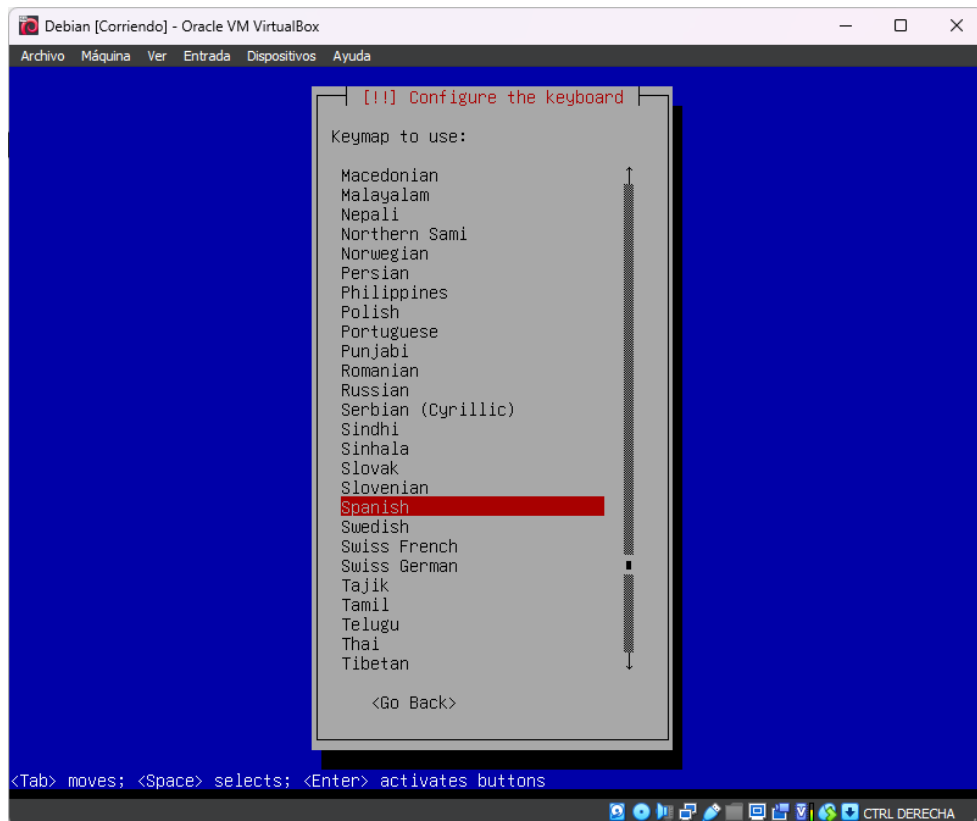 Debian [Corriendo] - Oracle VM VirtualBox
Archivo Máquina Ver Entrada Dispositivos Ayuda
[!!] Configure the keyboard
Keymap to use:
Macedonian
Malayalam
Nepali
Northern Sami
Norwegian
Persian
Philippines
Polish
Portuguese
Punjabi
Romanian
Russian
Serbian (Cyrillic)
Sindhi
Sinhala
Slovak
Slovenian
Spanish
Swedish
Swiss French
Swiss German
Tajik
Tamil
Telugu
Thai
Tibetan
<Go Back>
<Tab> moves; <Space> selects; <Enter> activates buttons
CTRL DERECHA